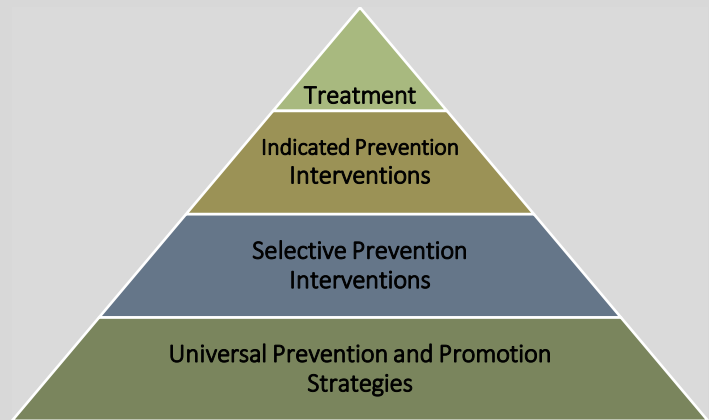 Treatment
Indicated Prevention
Interventions
Selective Prevention
Interventions
Universal Prevention and Promotion
Strategies